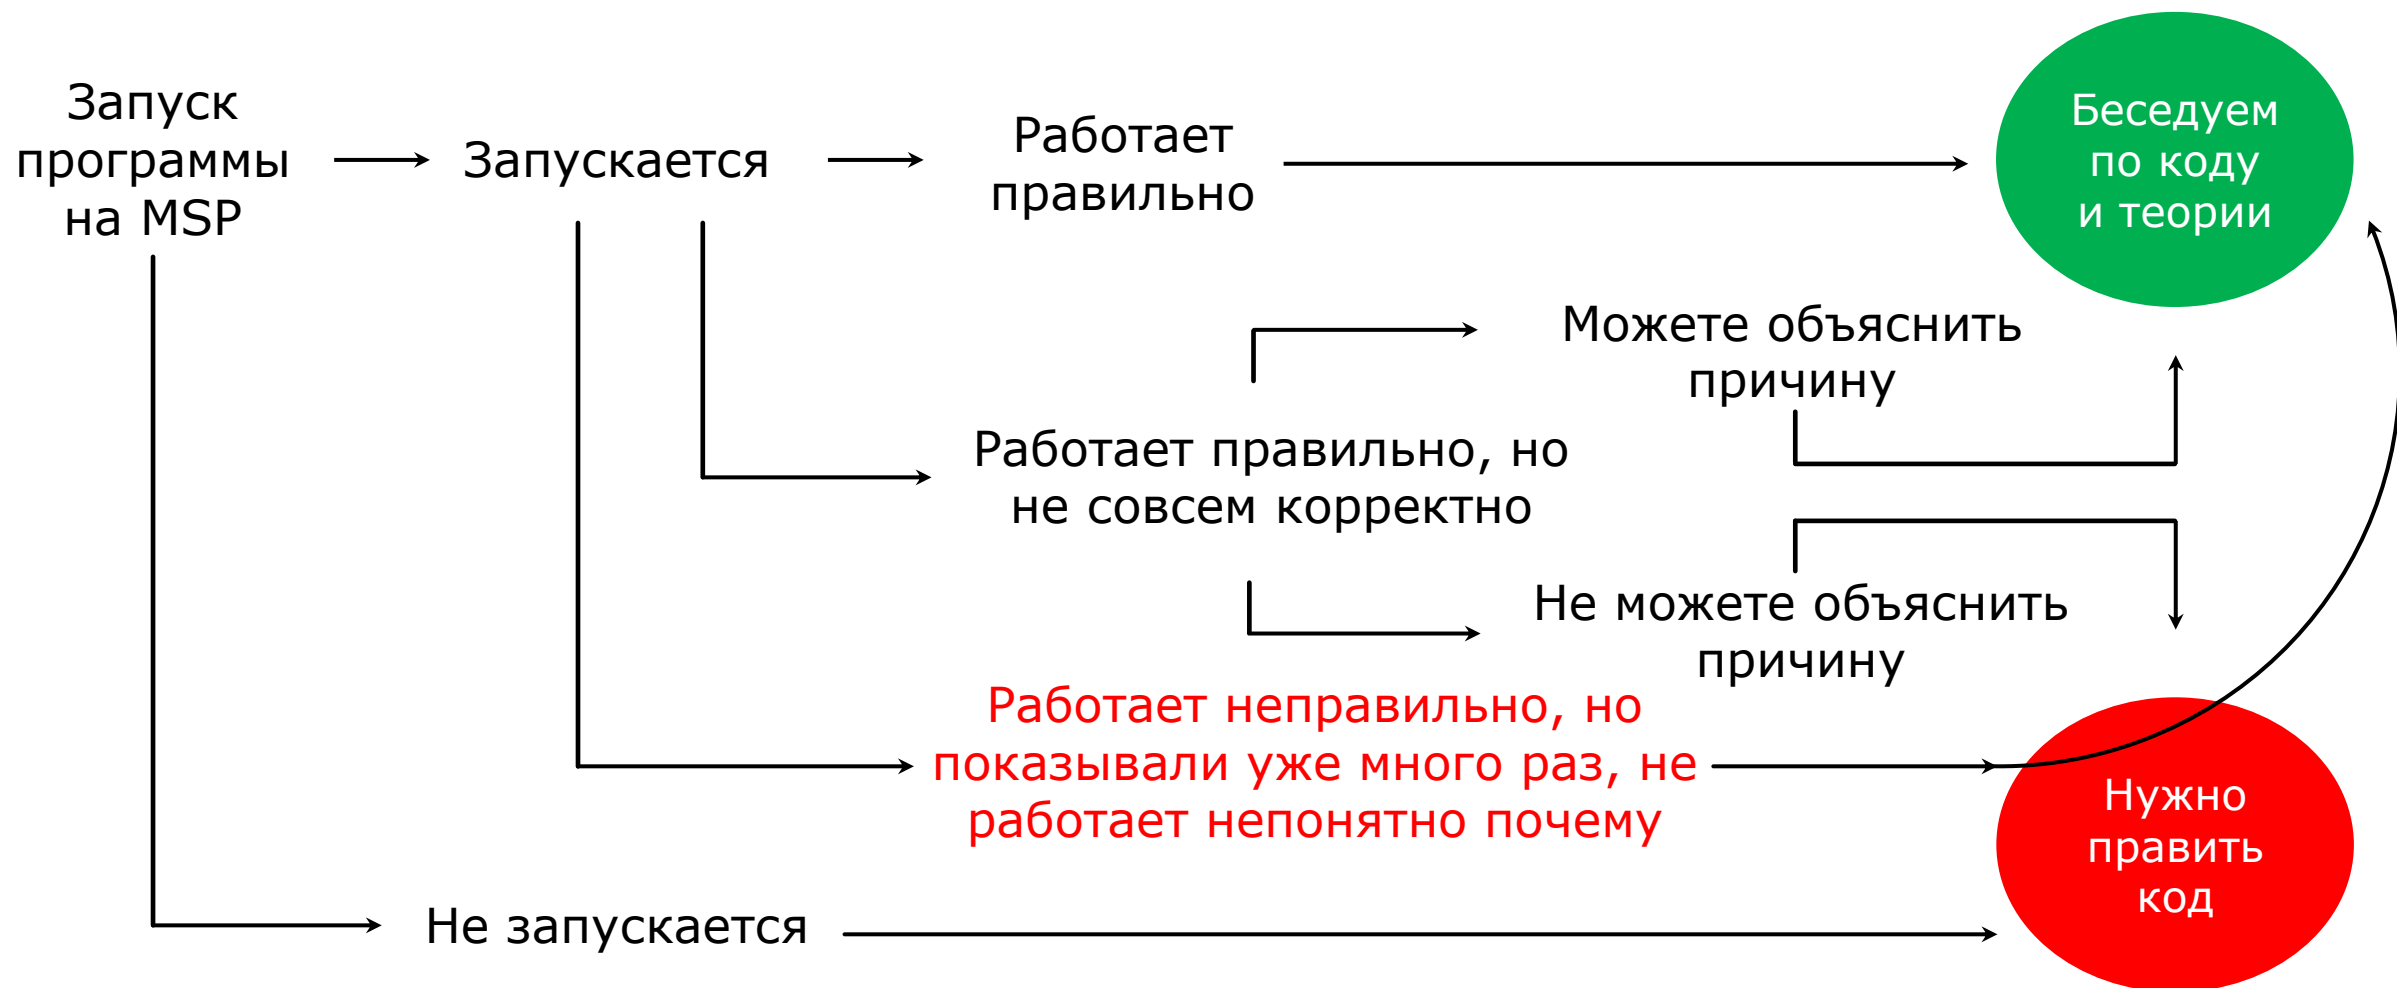 Запуск
программы
на MSP
Запускается
Работает
правильно
Беседуем
по коду
и теории
Можете объяснить
причину
Работает правильно, но
не совсем корректно
Не можете объяснить
причину
Работает неправильно, но
показывали уже много раз, не
работает непонятно почему
Нужно
править
код
Не запускается